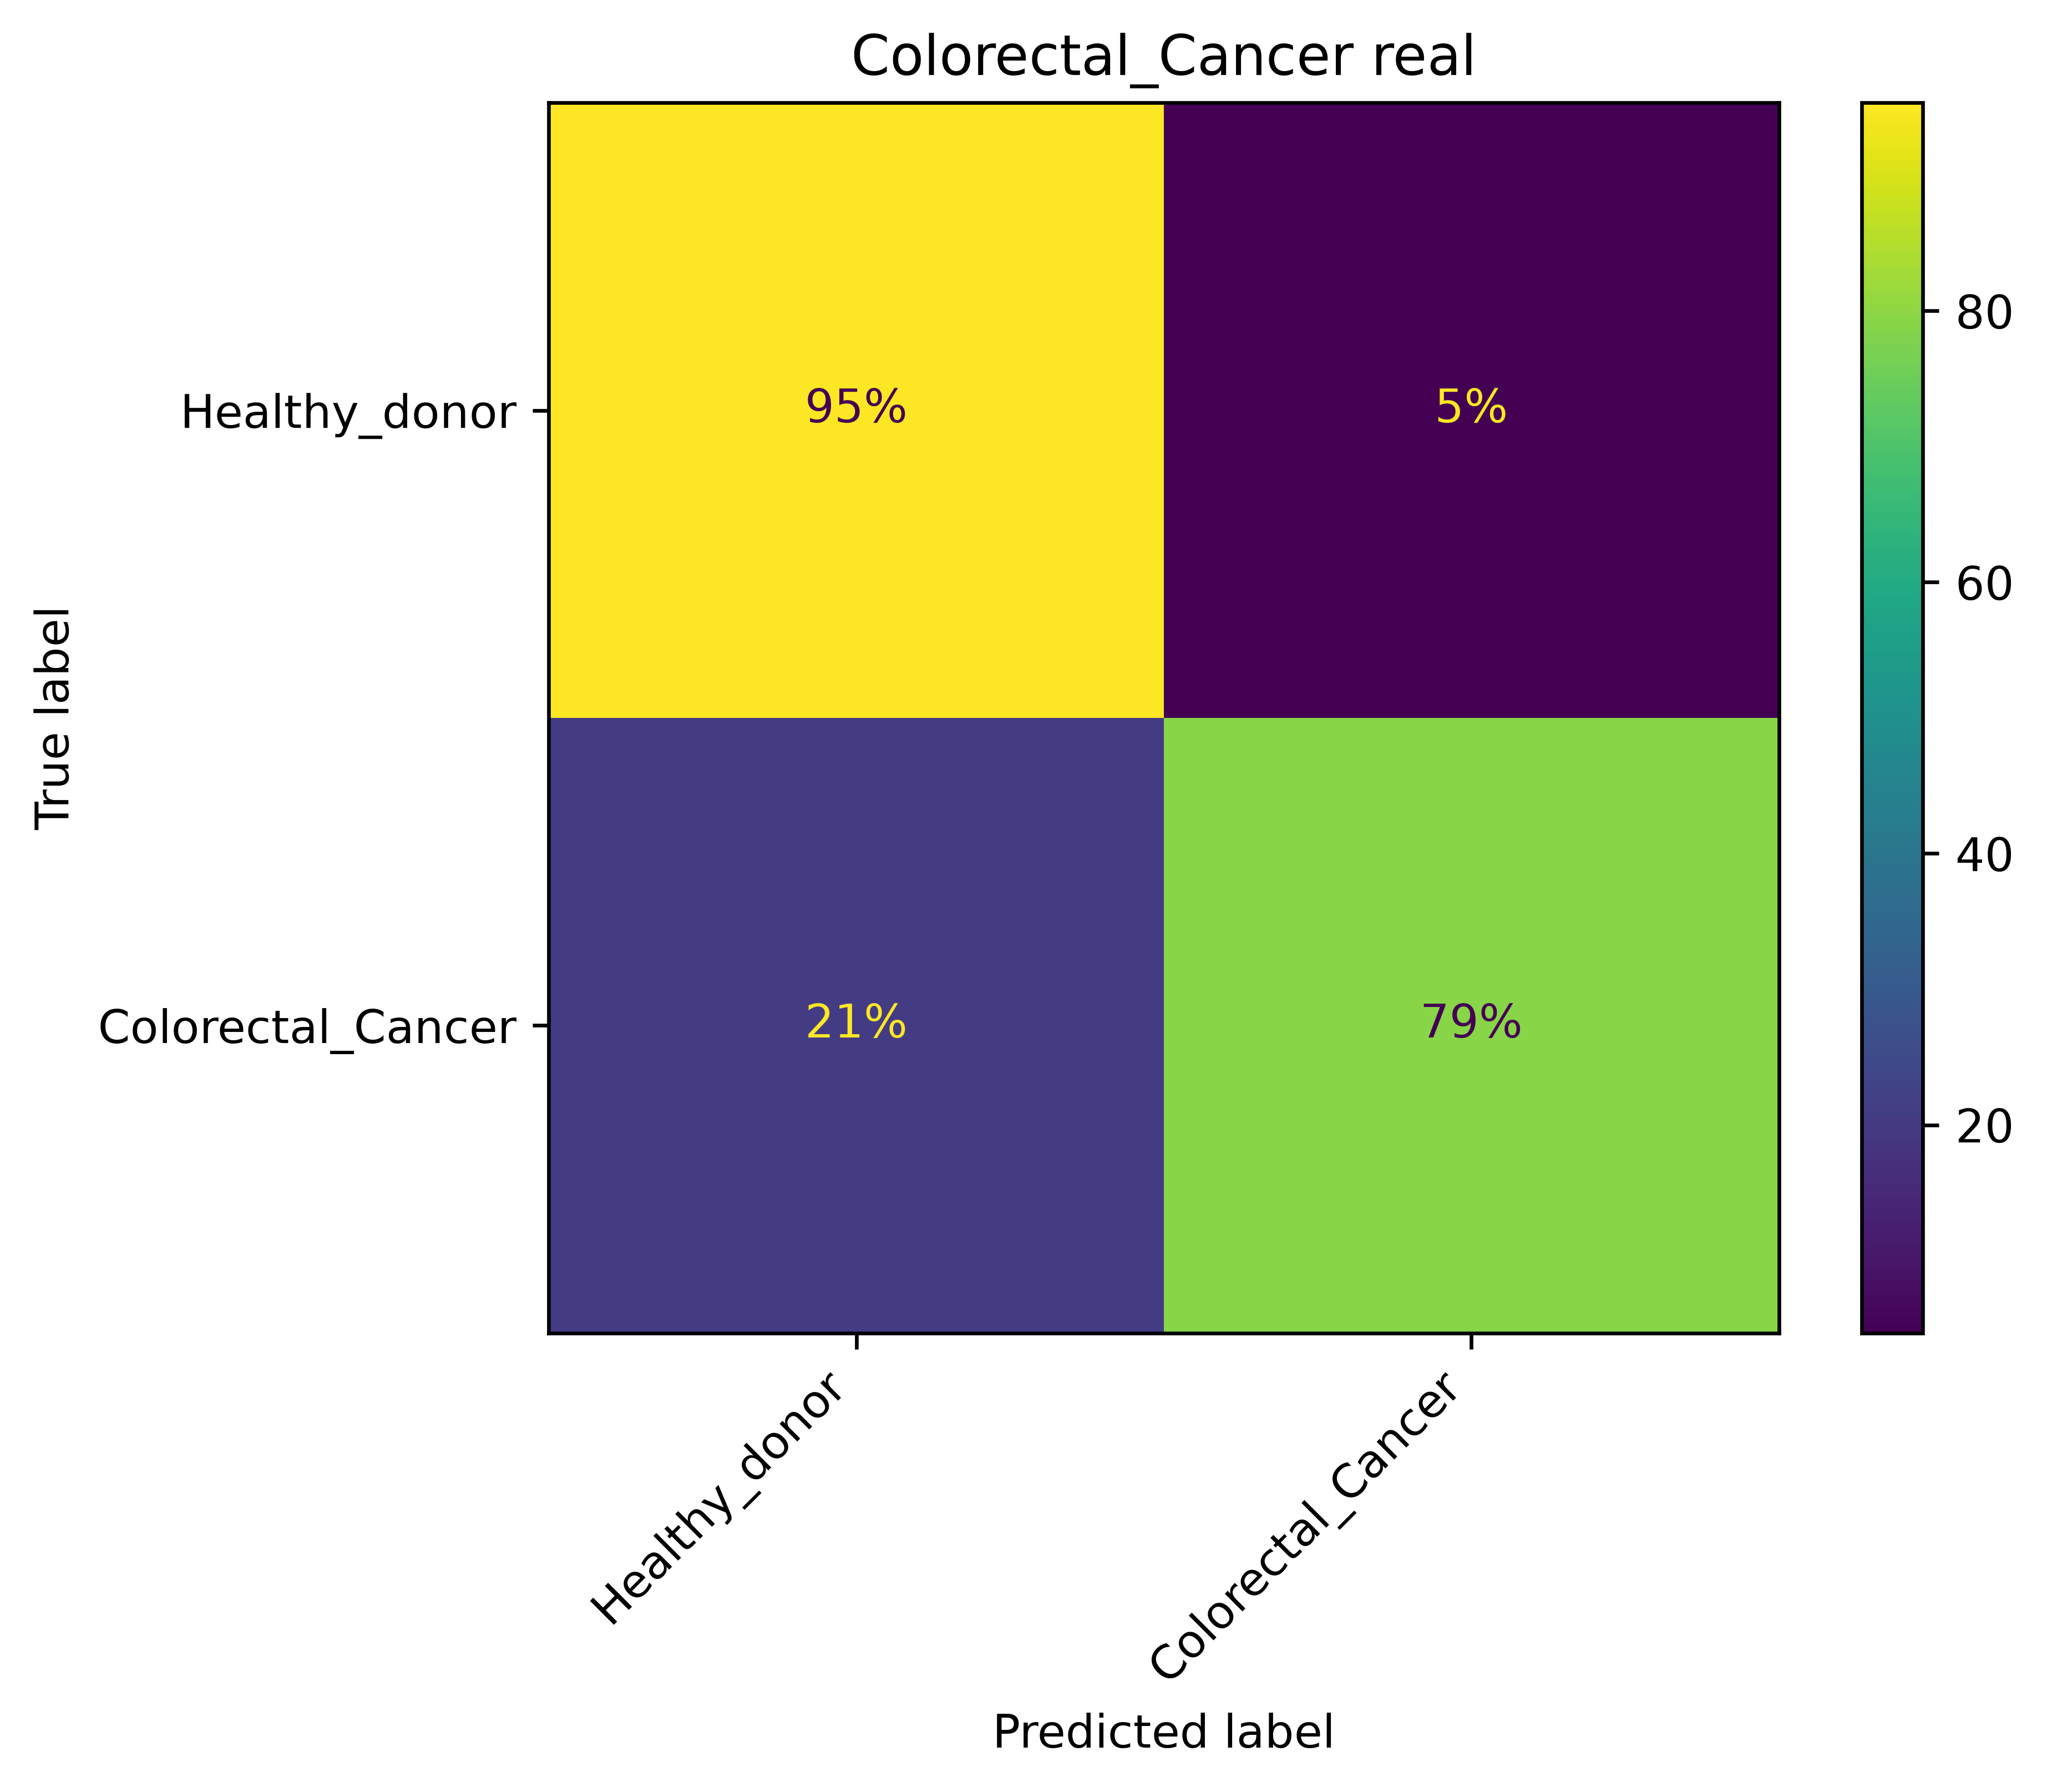 Colorectal_Cancer real
True label
Healthy_donor
95%
5%
Colorectal_Cancer
21%
79%
80
60
40
20
Healthy_donor
Colorectal_Cancer
Predicted label